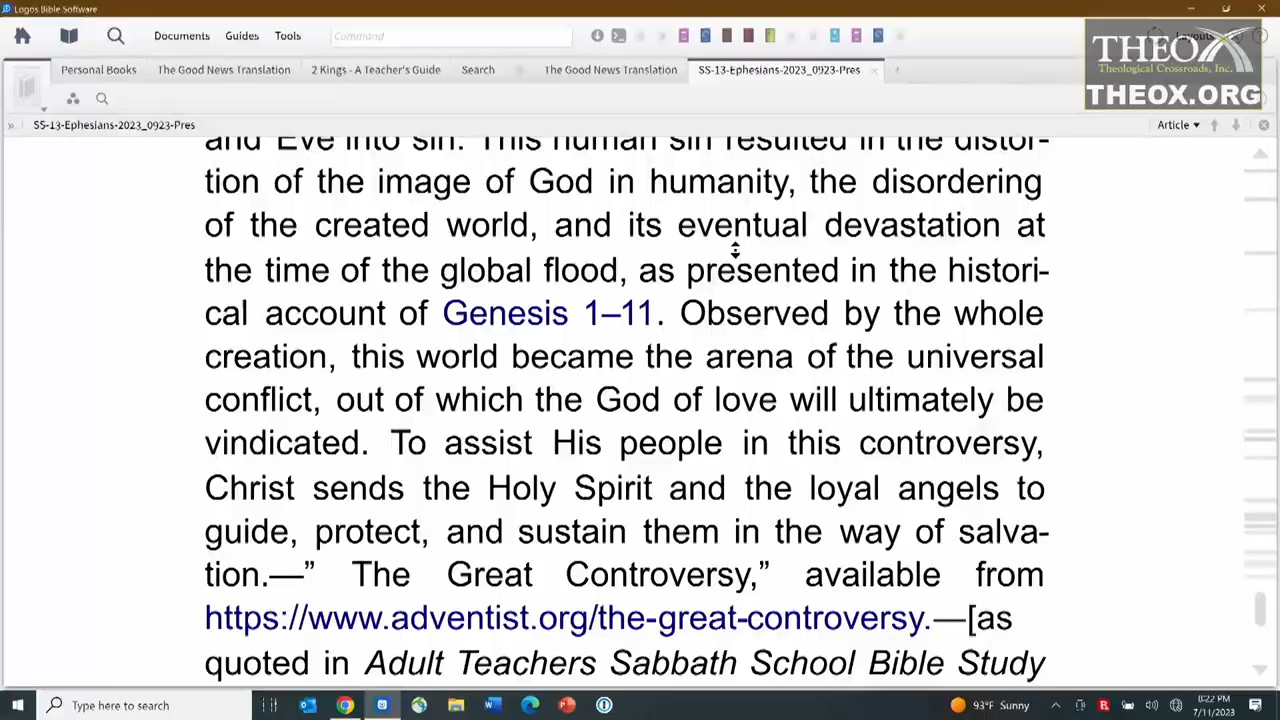 Logos Bible Software
Documents Guides Tools Command Layouts
THEOX
Theological Crossroads, Inc.
THEOX.ORG
Personal Books The Good News Translation 2 Kings - A Teacher's Gui The Good News Translation SS-13-Ephesians-2023_0923-Pres
SS-13-Ephesians-2023_0923-Pres Article
and Eve into sin. This human sin resulted in the distor-
tion of the image of God in humanity, the disordering
of the created world, and its eventual devastation at
the time of the global flood, as presented in the histori-
cal account of Genesis 1–11. Observed by the whole
creation, this world became the arena of the universal
conflict, out of which the God of love will ultimately be
vindicated. To assist His people in this controversy,
Christ sends the Holy Spirit and the loyal angels to
guide, protect, and sustain them in the way of salva-
tion.—” The Great Controversy,” available from
https://www.adventist.org/the-great-controversy.—[as
quoted in Adult Teachers Sabbath School Bible Study
Type here to search 93°F Sunny 8:22 PM
7/11/2023